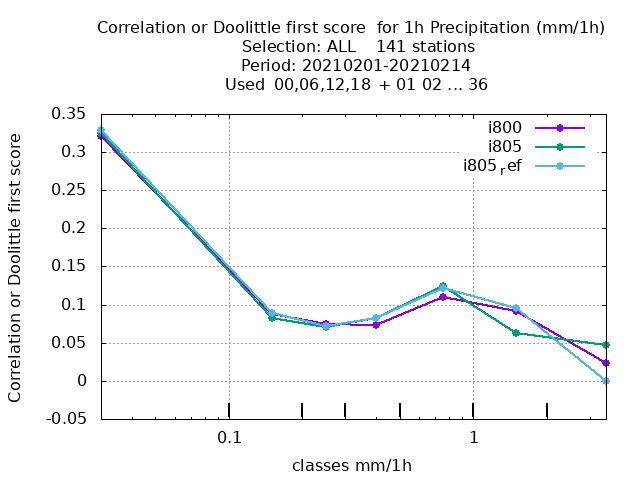 Correlation or Doolittle first score  for 1h Precipitation (mm/1h)
Selection: ALL    141 stations
Period: 20210201-20210214
Used  00,06,12,18 + 01 02 ... 36
Correlation or Doolittle first score
0.35
0.3
0.25
0.2
0.15
0.1
0.05
0
-0.05
i800
i805
i805ref
0.1
1
classes mm/1h